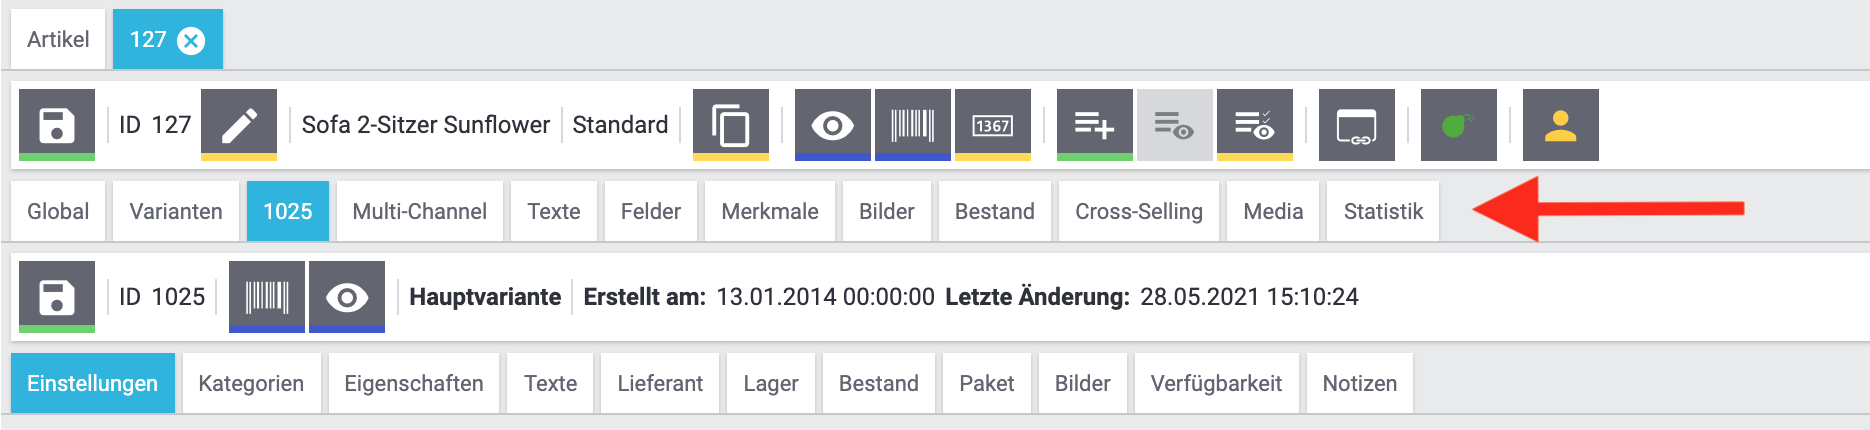 Artikel 127
ID 127 Sofa 2-Sitzer Sunflower Standard 1367
Global Varianten 1025 Multi-Channel Texte Felder Merkmale Bilder Bestand Cross-Selling Media Statistik
ID 1025 Hauptvariante Erstellt am: 13.01.2014 00:00:00 Letzte Änderung: 28.05.2021 15:10:24
Einstellungen Kategorien Eigenschaften Texte Lieferant Lager Bestand Paket Bilder Verfügbarkeit Notizen